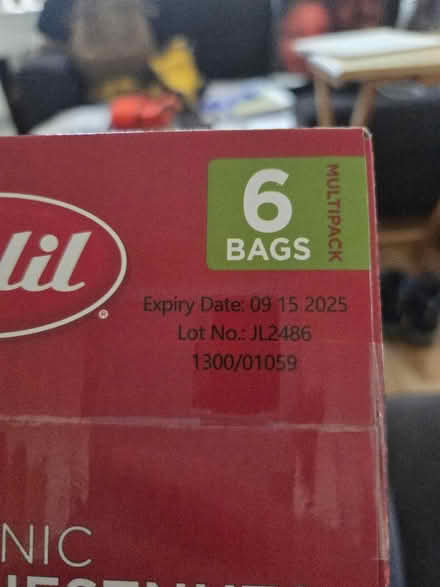 6
BAGS
MULTIPACK
lil
®
Expiry Date: 09 15 2025
Lot No.: JL2486
1300/01059
NIC